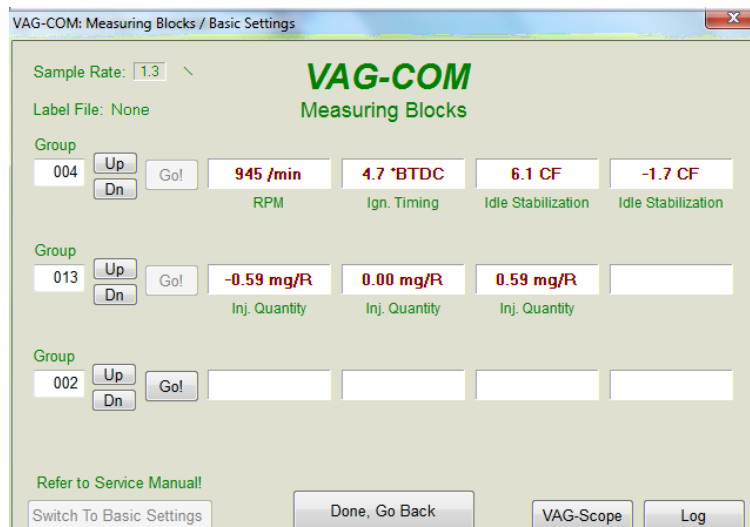 VAG-COM: Measuring Blocks / Basic Settings
x
Sample Rate: 1.3 \
VAG-COM
Label File: None
Measuring Blocks
Group
004 Up Dn Go! 945 /min 4.7 °BTDC 6.1 CF -1.7 CF
RPM Ign. Timing Idle Stabilization Idle Stabilization
Group
013 Up Dn Go! -0.59 mg/R 0.00 mg/R 0.59 mg/R
Inj. Quantity Inj. Quantity Inj. Quantity
Group
002 Up Dn Go!
Refer to Service Manual!
Switch To Basic Settings Done, Go Back VAG-Scope Log